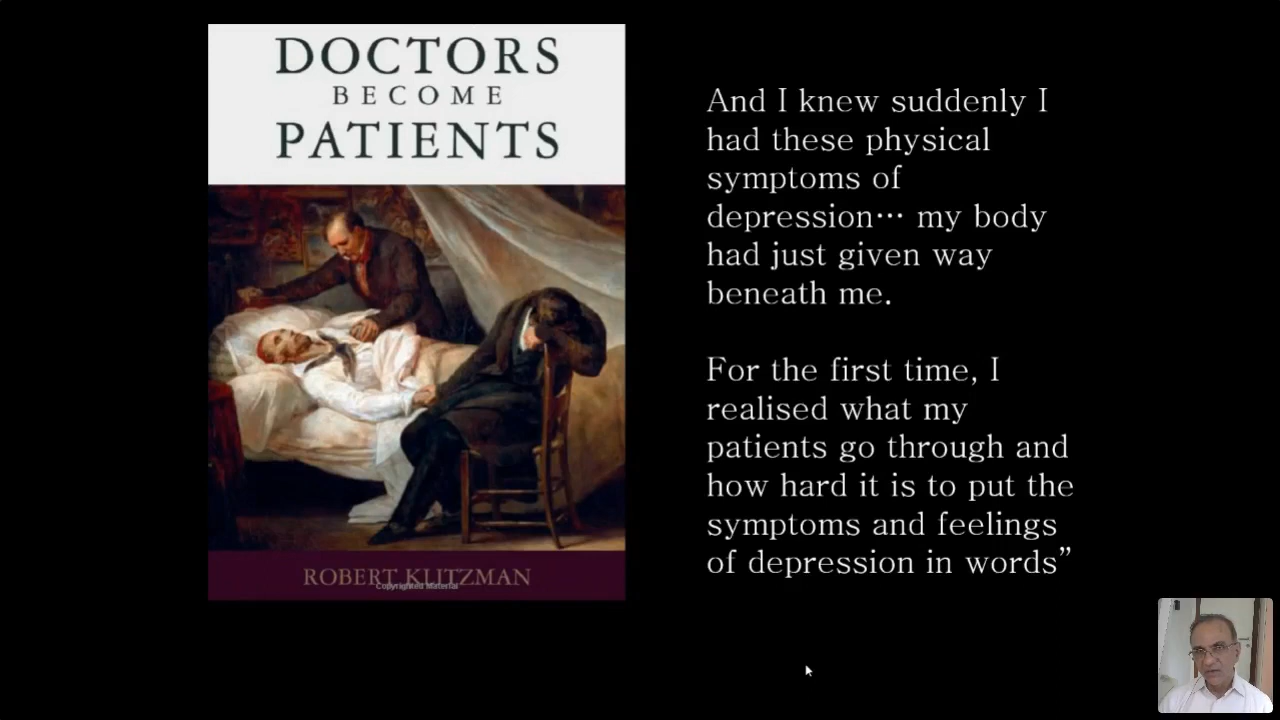 DOCTORS
BECOME
PATIENTS
ROBERT KLITZMAN
Copyrighted Material
And I knew suddenly I
had these physical
symptoms of
depression… my body
had just given way
beneath me.
For the first time, I
realised what my
patients go through and
how hard it is to put the
symptoms and feelings
of depression in words”